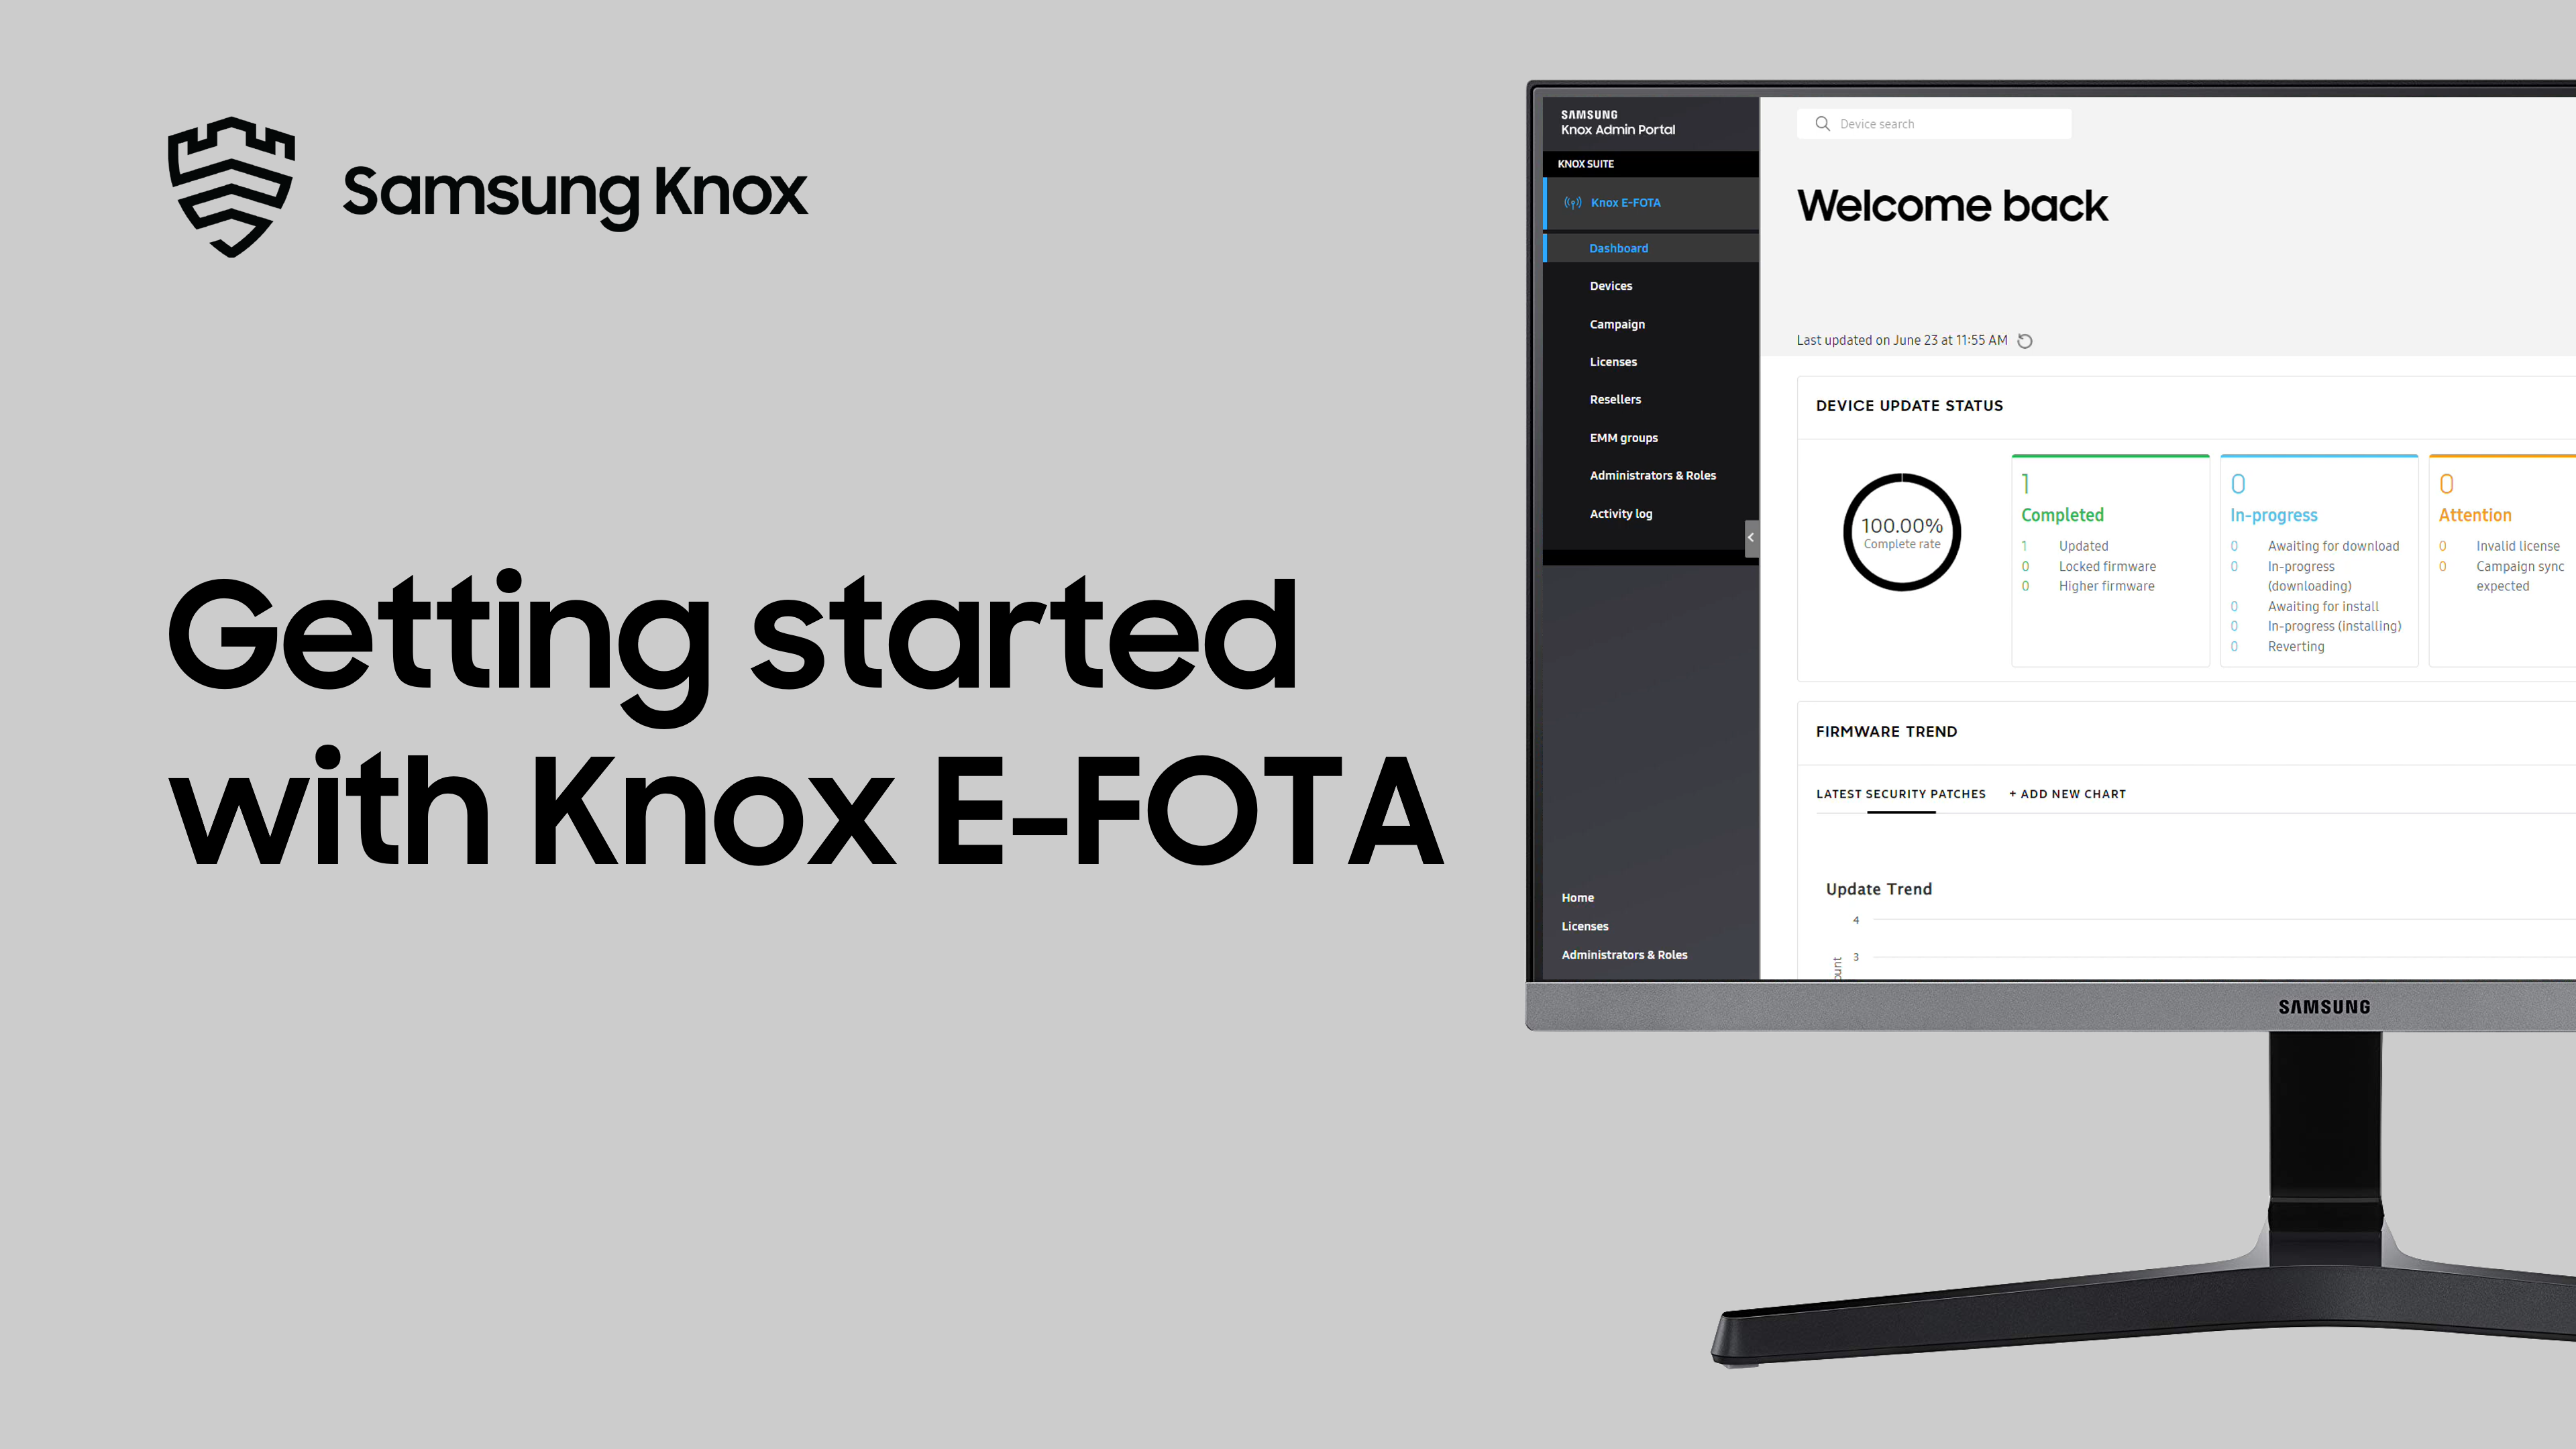 Samsung Knox
Getting started
with Knox E-FOTA
SAMSUNG
Knox Admin Portal
KNOX SUITE
Knox E-FOTA
Dashboard
Devices
Campaign
Licenses
Resellers
EMM groups
Administrators & Roles
Activity log
Home
Licenses
Administrators & Roles
Device search
Welcome back
Last updated on June 23 at 11:55 AM
DEVICE UPDATE STATUS
100.00%
Complete rate
1
Completed
1 Updated
0 Locked firmware
0 Higher firmware
0
In-progress
0 Awaiting for download
0 In-progress
(downloading)
0 Awaiting for install
0 In-progress (installing)
0 Reverting
0
Attention
0 Invalid license
0 Campaign sync
expected
FIRMWARE TREND
LATEST SECURITY PATCHES + ADD NEW CHART
Update Trend
4
3
SAMSUNG